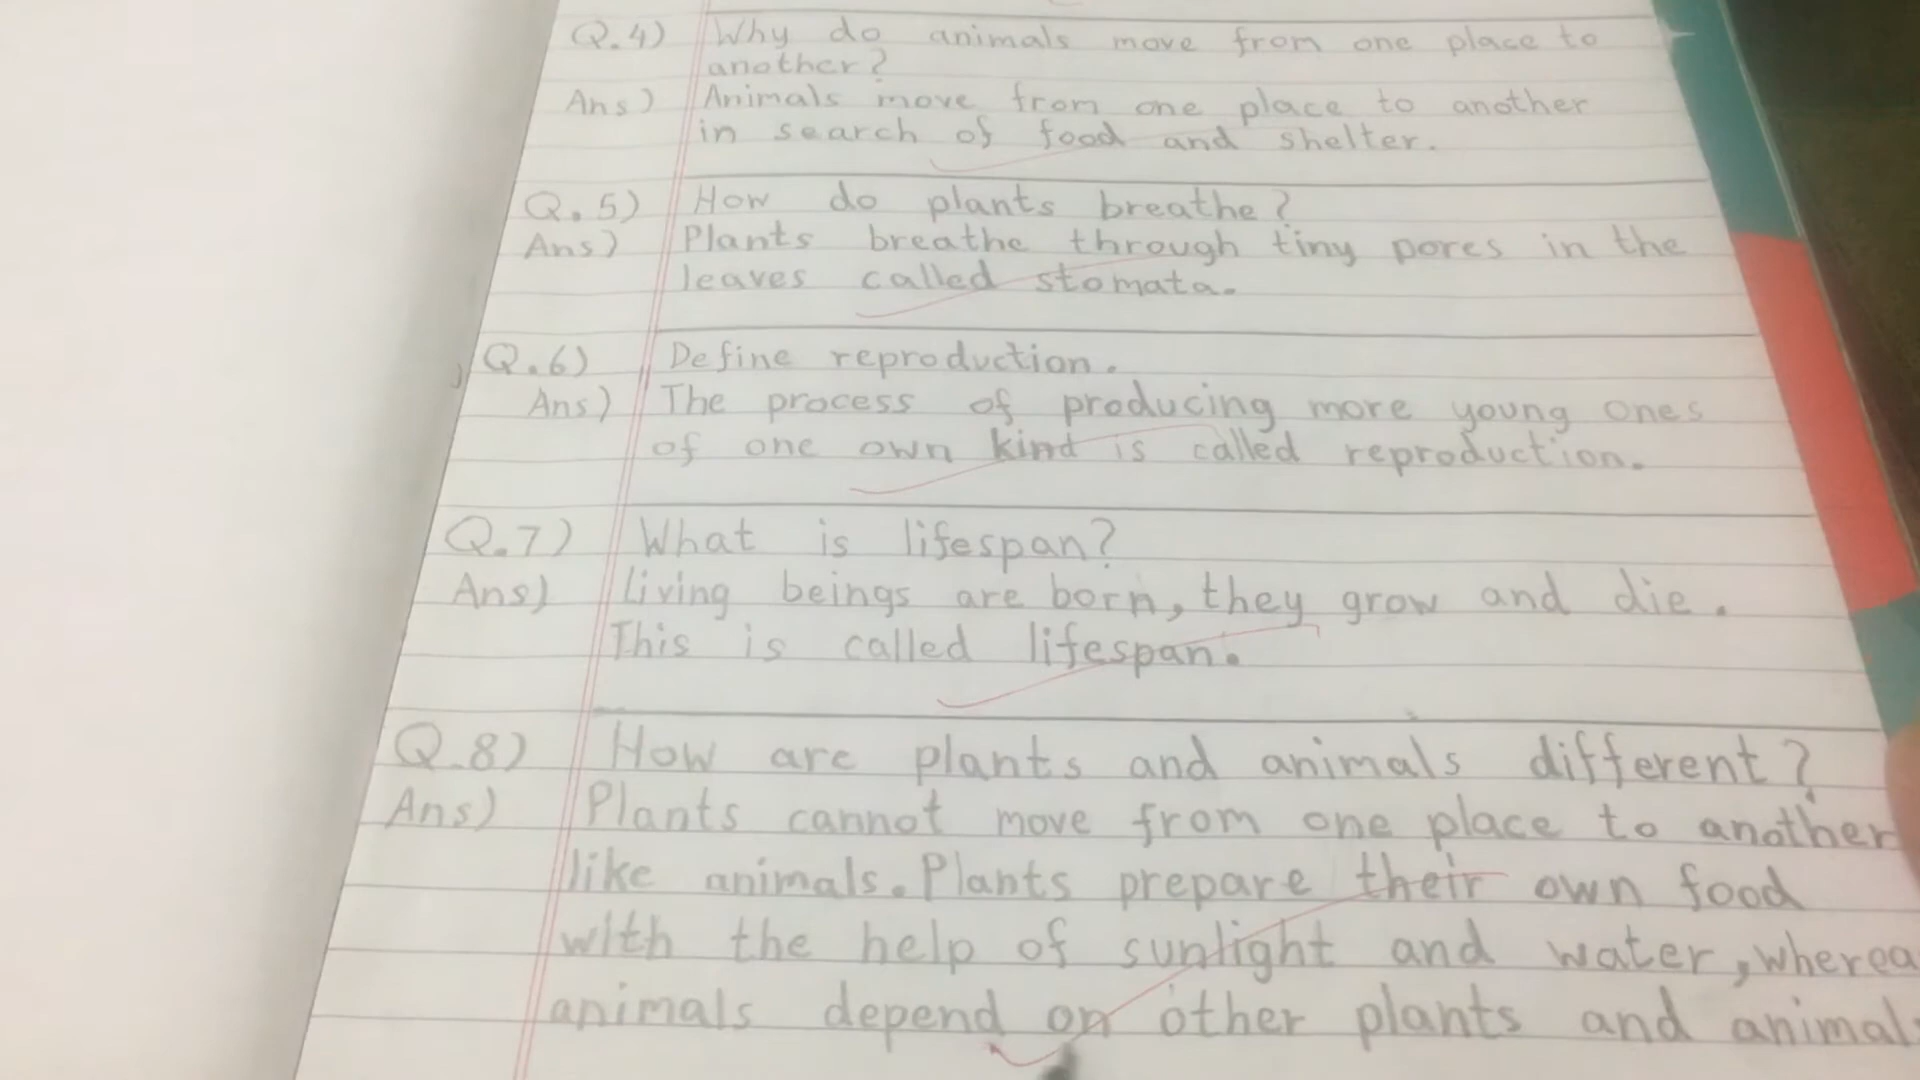 Q.4) Why do animals move from one place to
another?
Ans) Animals move from one place to another
in search of food and shelter.
Q.5) How do plants breathe?
Ans) Plants breathe through tiny pores in the
leaves called stomata.
Q.6) Define reproduction.
Ans) The process of producing more young ones
of one own kind is called reproduction.
Q.7) What is lifespan?
Ans) living beings are born, they grow and die.
This is called lifespan.
Q.8) How are plants and animals different?
Ans) Plants cannot move from one place to another
like animals. Plants prepare their own food
with the help of sunlight and water, wherea
animals depend on other plants and animal